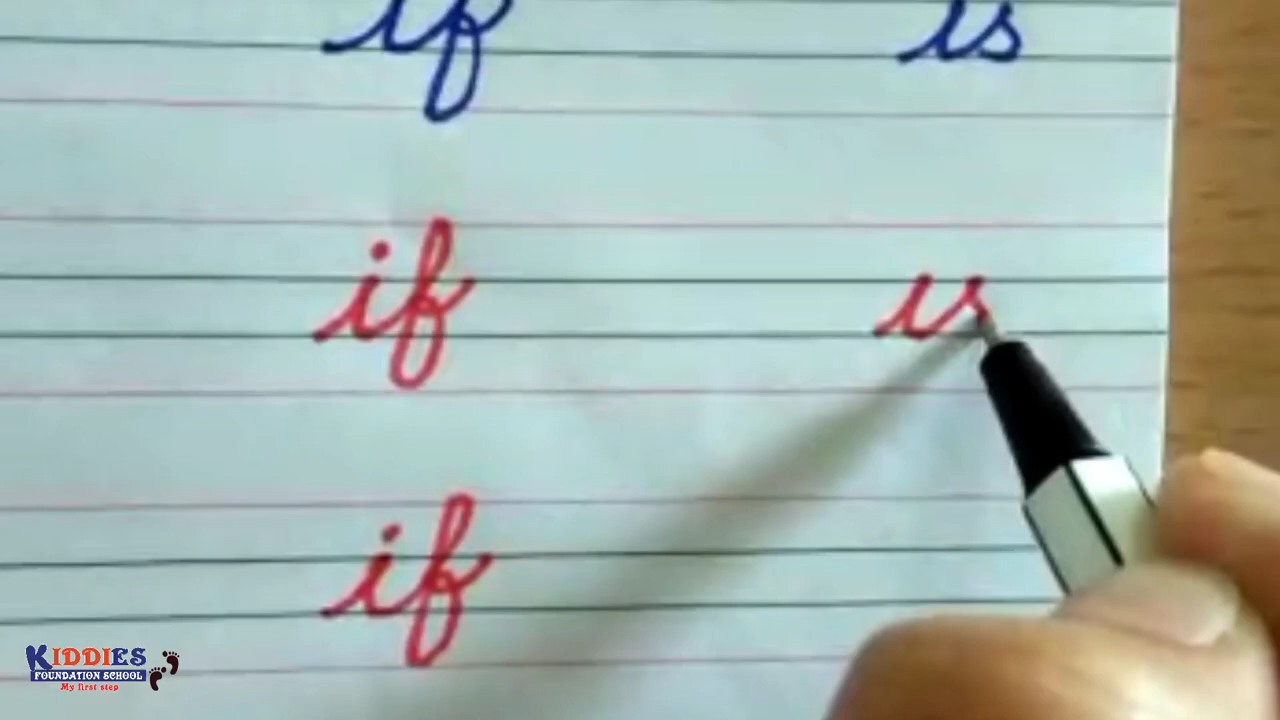 if is
if is
if
KIDDIES
FOUNDATION SCHOOL
My first step